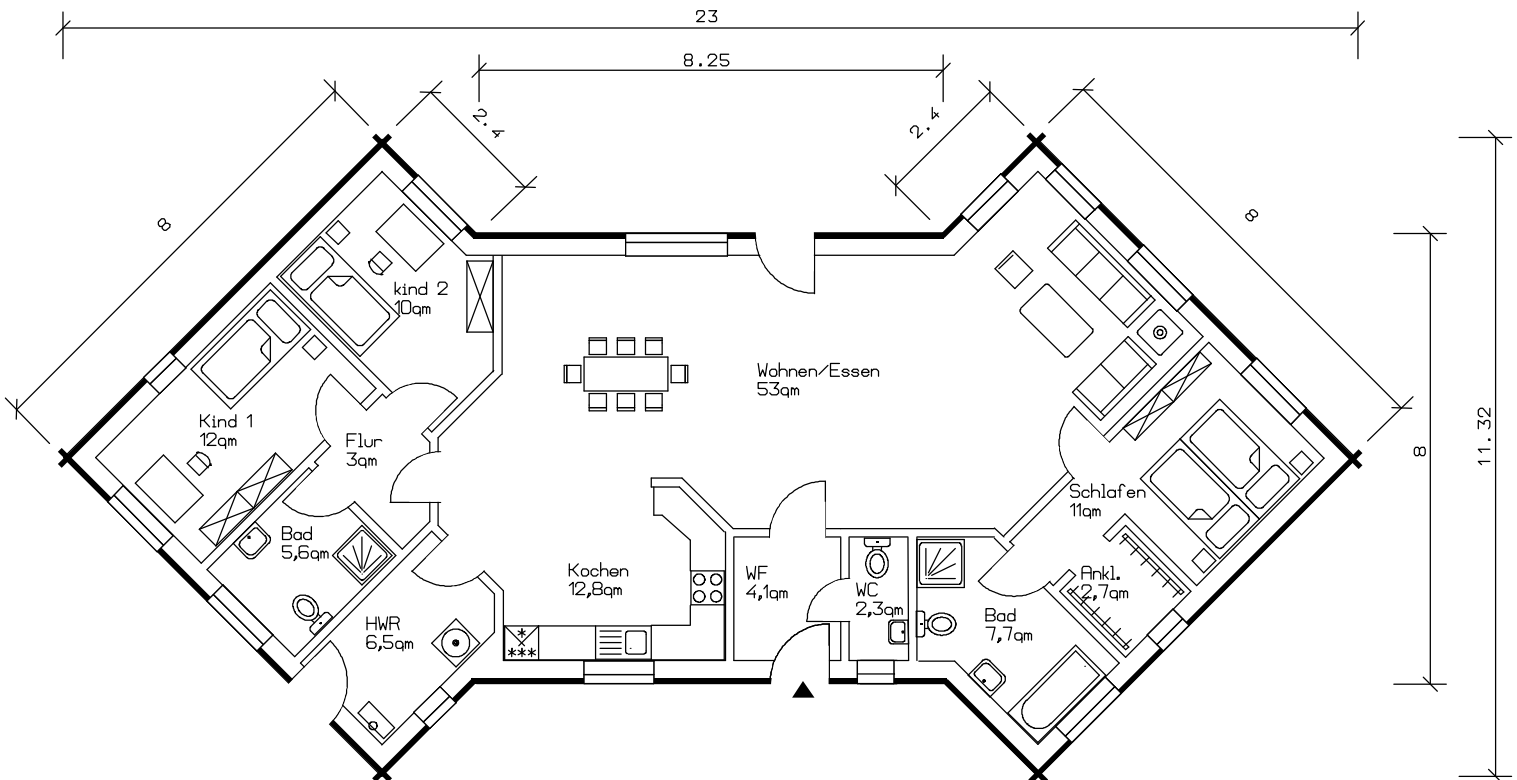 23
8.25
2.4
2.4
8
8
8
11.32
kind 2
10qm
Kind 1
12qm
Flur
3qm
Wohnen/Essen
53qm
Schlafen
11qm
Bad
5,6qm
Kochen
12,8qm
WF
4,1qm
WC
2,3qm
Ankl.
2,7qm
Bad
7,7qm
HWR
6,5qm